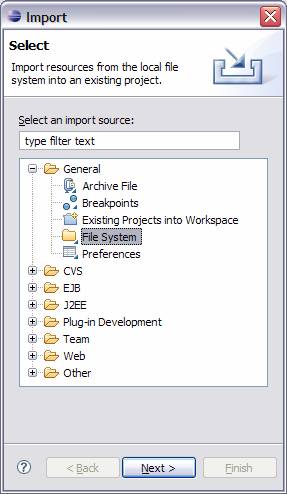 Import
Select
Import resources from the local file
system into an existing project.
Select an import source:
type filter text
General
Archive File
Breakpoints
Existing Projects into Workspace
File System
Preferences
CVS
EJB
J2EE
Plug-in Development
Team
Web
Other
? < Back Next > Finish